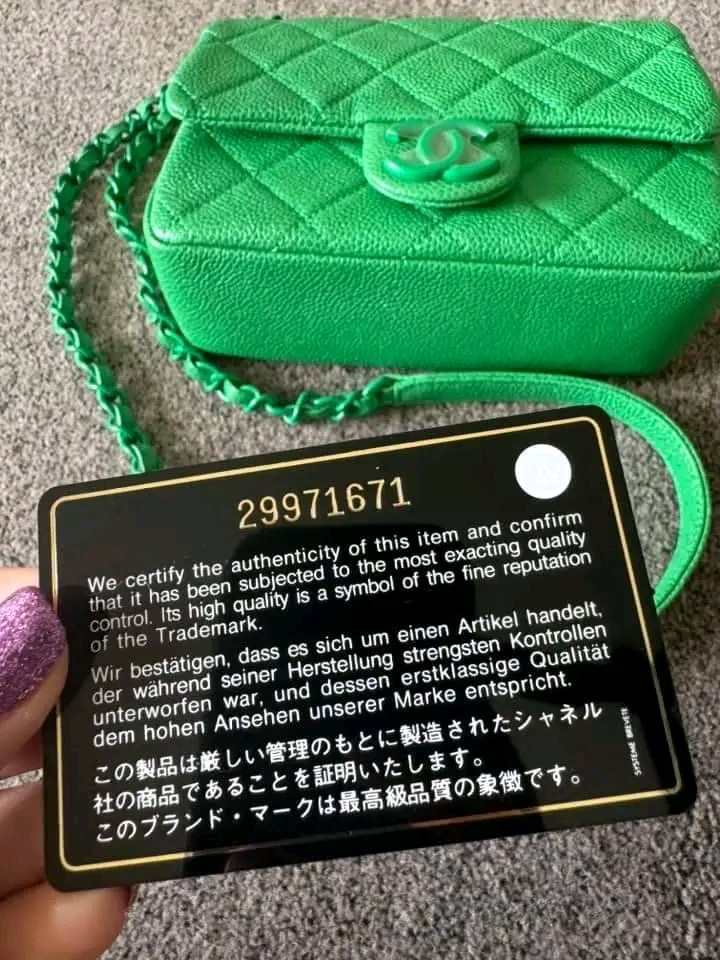 29971671
We certify the authenticity of this item and confirm
that it has been subjected to the most exacting quality
control. Its high quality is a symbol of the fine reputation
of the Trademark.
Wir bestätigen, dass es sich um einen Artikel handelt,
der während seiner Herstellung strengsten Kontrollen
unterworfen war, und dessen erstklassige Qualität
dem hohen Ansehen unserer Marke entspricht.
この製品は厳しい管理のもとに製造されたシャネル
社の商品であることを証明いたします。
このブランド・マークは最高級品質の象徴です。
SYSTEME BREVETE